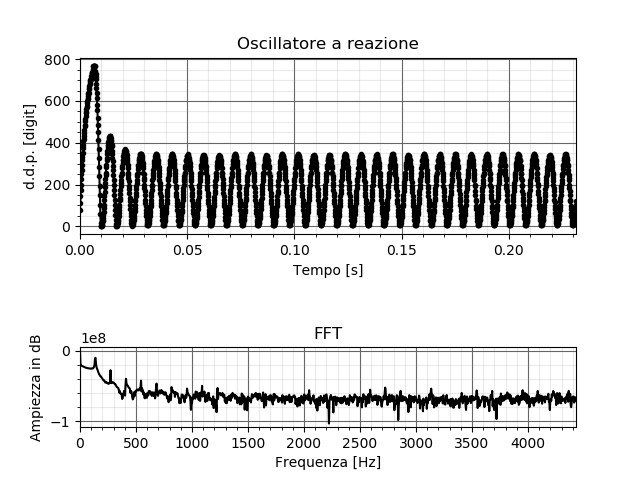 Oscillatore a reazione
800
600
400
200
0
d.d.p. [digit]
0.00 0.05 0.10 0.15 0.20
Tempo [s]
FFT
1e8
0
−1
Ampiezza in dB
0 500 1000 1500 2000 2500 3000 3500 4000
Frequenza [Hz]